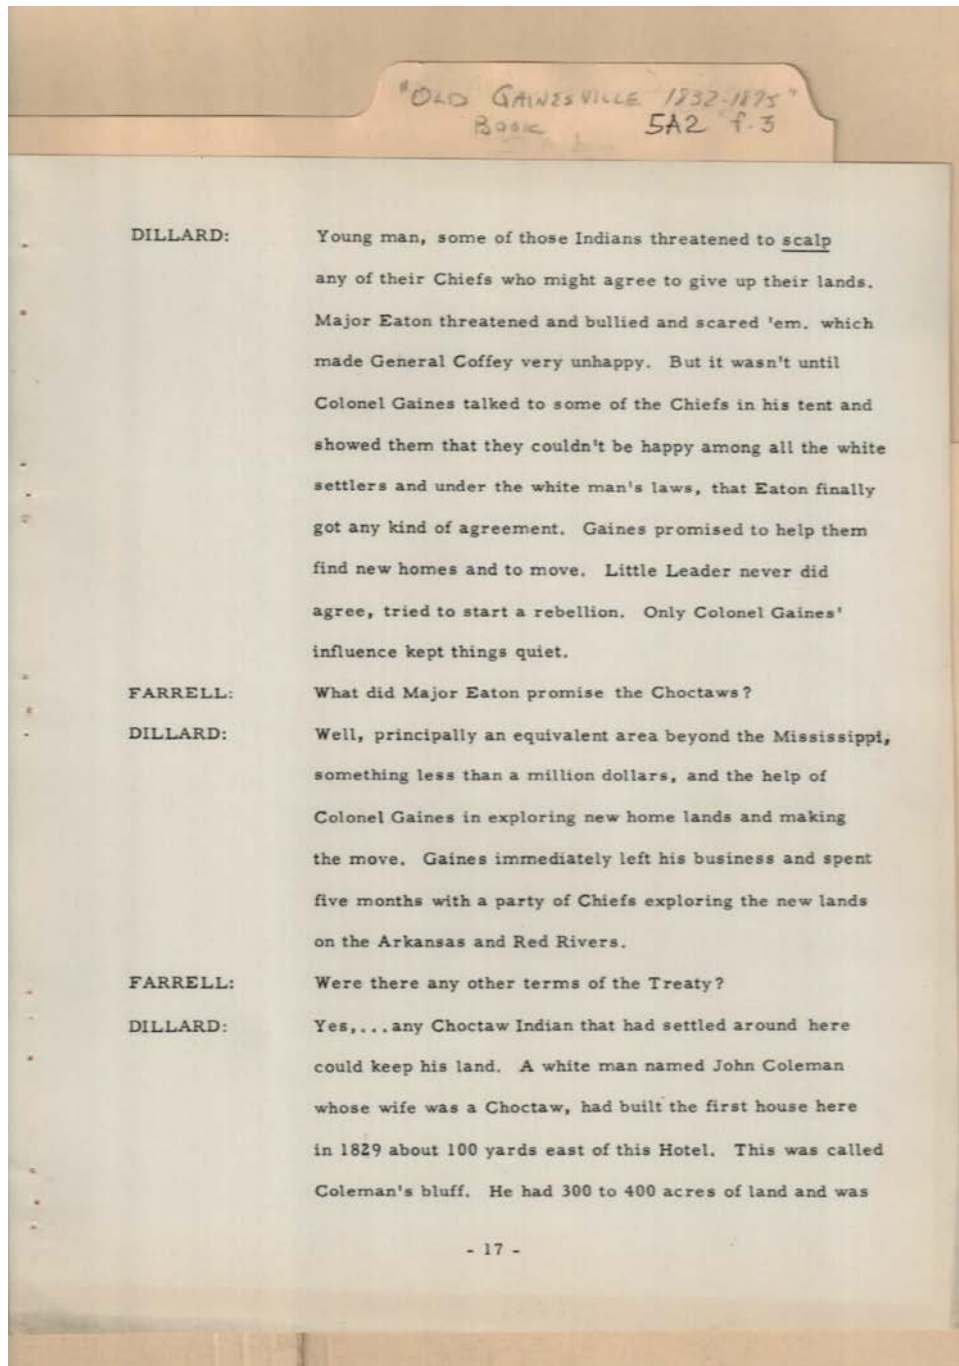 "OLD GAINESVILLE 1832-1875"
BOOK 5A2 f-3
DILLARD: Young man, some of those Indians threatened to scalp
any of their Chiefs who might agree to give up their lands.
Major Eaton threatened and bullied and scared 'em. which
made General Coffey very unhappy. But it wasn't until
Colonel Gaines talked to some of the Chiefs in his tent and
showed them that they couldn't be happy among all the white
settlers and under the white man's laws, that Eaton finally
got any kind of agreement. Gaines promised to help them
find new homes and to move. Little Leader never did
agree, tried to start a rebellion. Only Colonel Gaines'
influence kept things quiet.
FARRELL: What did Major Eaton promise the Choctaws?
DILLARD: Well, principally an equivalent area beyond the Mississippi,
something less than a million dollars, and the help of
Colonel Gaines in exploring new home lands and making
the move. Gaines immediately left his business and spent
five months with a party of Chiefs exploring the new lands
on the Arkansas and Red Rivers.
FARRELL: Were there any other terms of the Treaty?
DILLARD: Yes,...any Choctaw Indian that had settled around here
could keep his land. A white man named John Coleman
whose wife was a Choctaw, had built the first house here
in 1829 about 100 yards east of this Hotel. This was called
Coleman's bluff. He had 300 to 400 acres of land and was
- 17 -